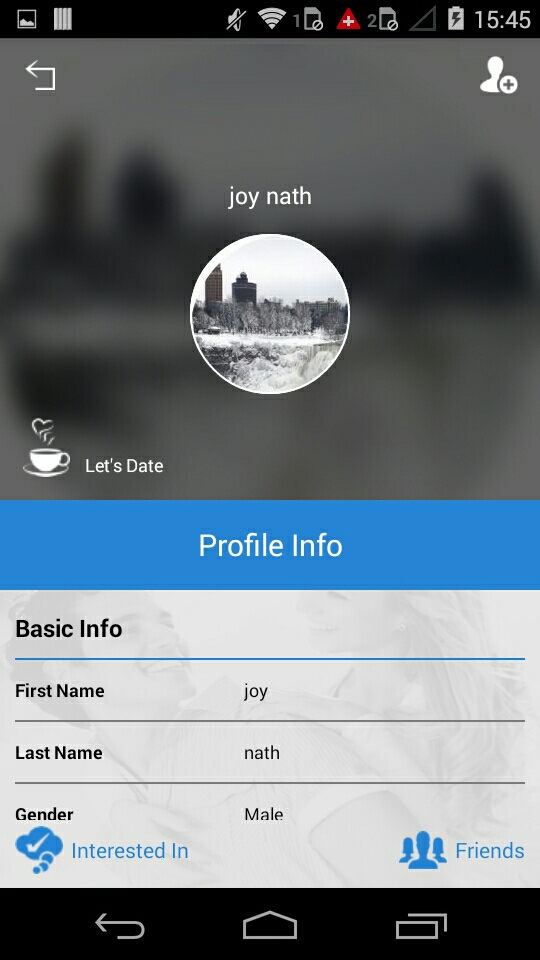 1 2 15:45
joy nath
Let's Date
Profile Info
Basic Info
First Name joy
Last Name nath
Gender Male
Interested In Friends